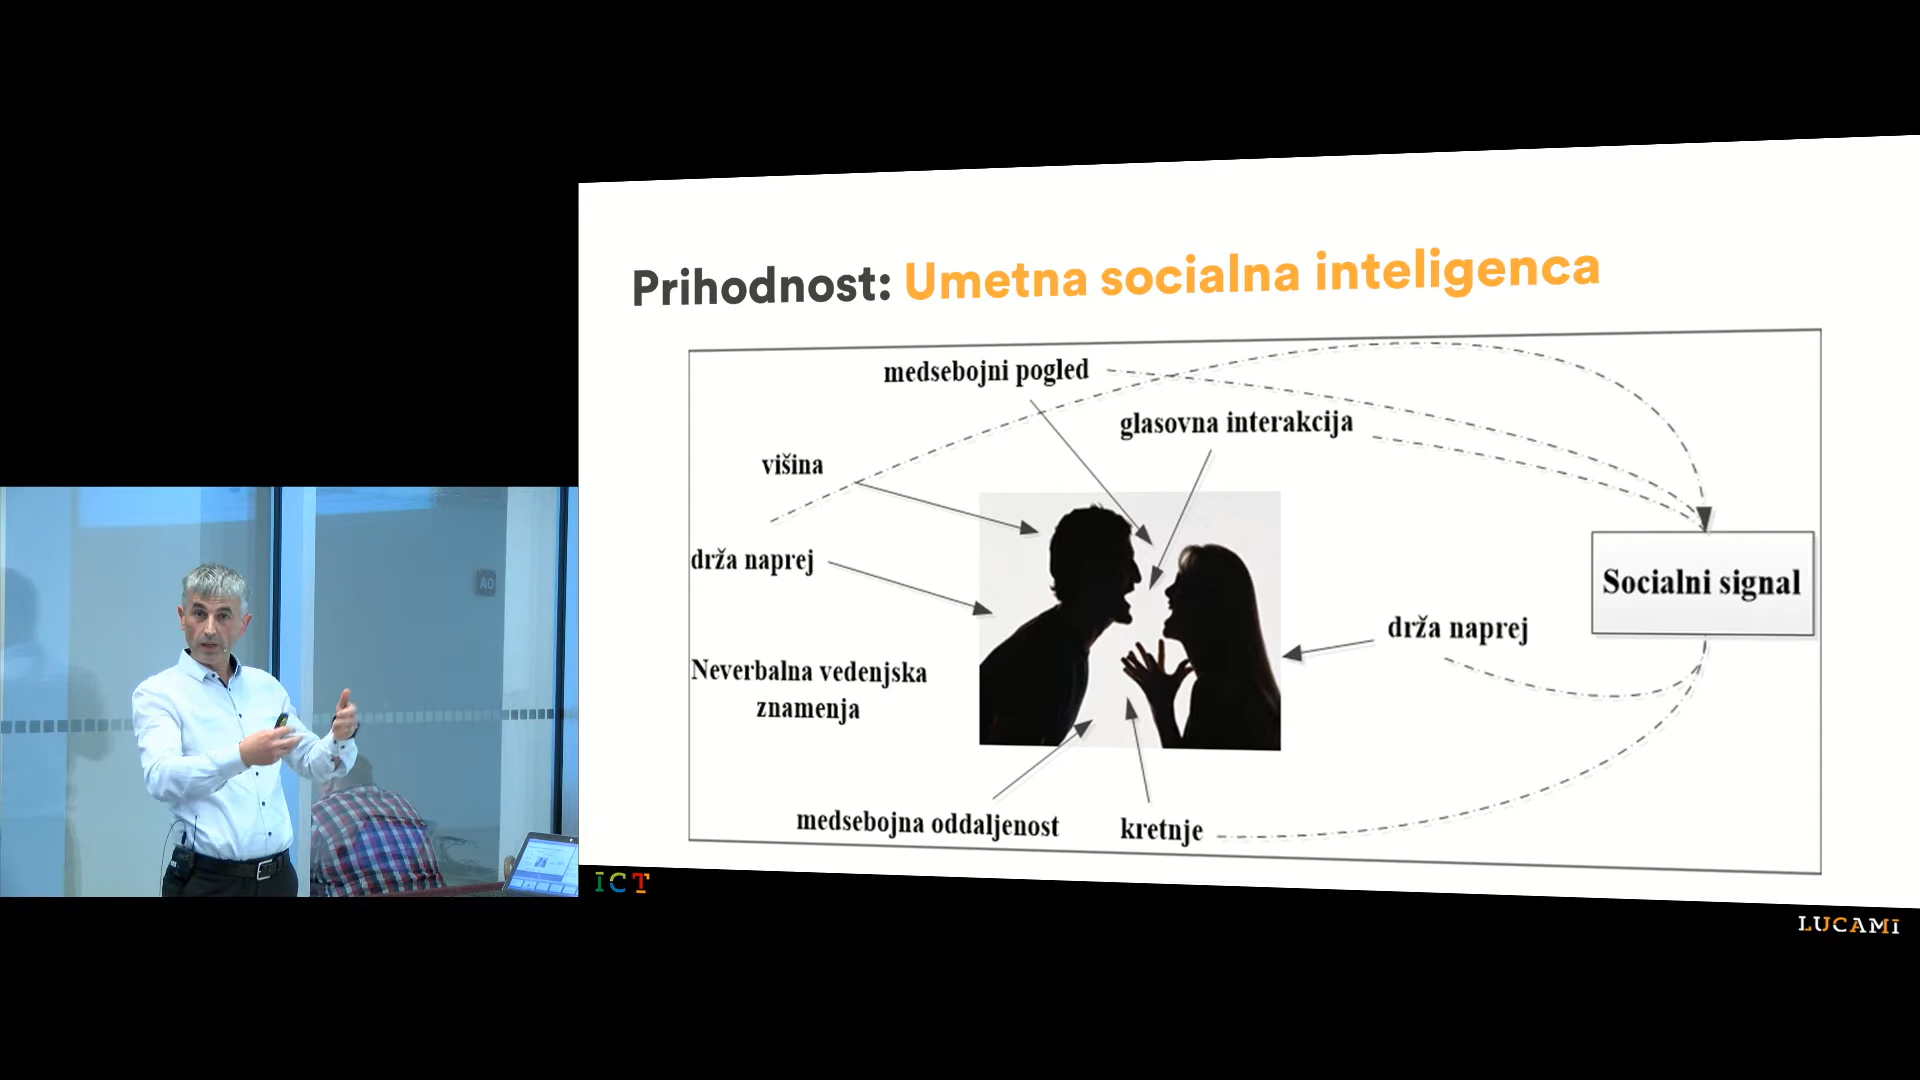 Prihodnost: Umetna socialna inteligenca
medsebojni pogled
glasovna interakcija
višina
drža naprej
Socialni signal
drža naprej
Neverbalna vedenjska
znamenja
medsebojna oddaljenost
kretnje
ICT
LUCAMI
AO